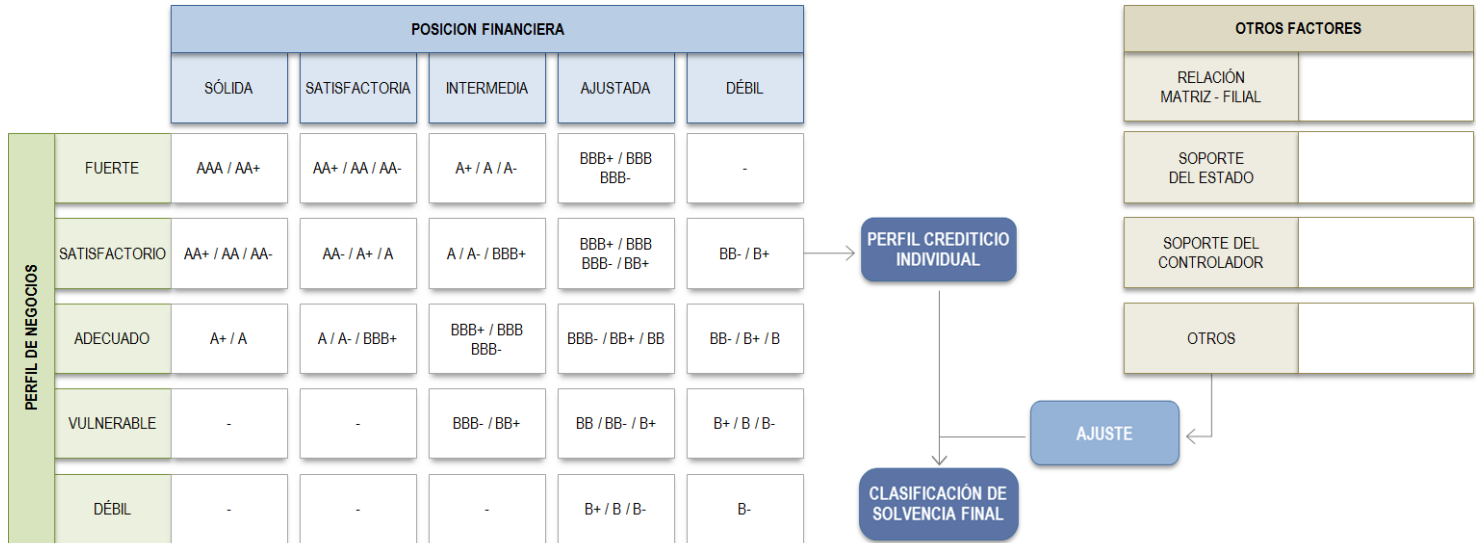 POSICION FINANCIERA
SÓLIDA
SATISFACTORIA
INTERMEDIA
AJUSTADA
DÉBIL
PERFIL DE NEGOCIOS
FUERTE
AAA / AA+
AA+ / AA / AA-
A+ / A / A-
BBB+ / BBB
BBB-
-
SATISFACTORIO
AA+ / AA / AA-
AA- / A+ / A
A / A- / BBB+
BBB+ / BBB
BBB- / BB+
BB- / B+
ADECUADO
A+ / A
A / A- / BBB+
BBB+ / BBB
BBB-
BBB- / BB+ / BB
BB- / B+ / B
VULNERABLE
-
-
BBB- / BB+
BB / BB- / B+
B+ / B / B-
DÉBIL
-
-
-
B+ / B / B-
B-
PERFIL CREDITICIO
INDIVIDUAL
OTROS FACTORES
RELACIÓN
MATRIZ - FILIAL
SOPORTE
DEL ESTADO
SOPORTE DEL
CONTROLADOR
OTROS
AJUSTE
CLASIFICACIÓN DE
SOLVENCIA FINAL